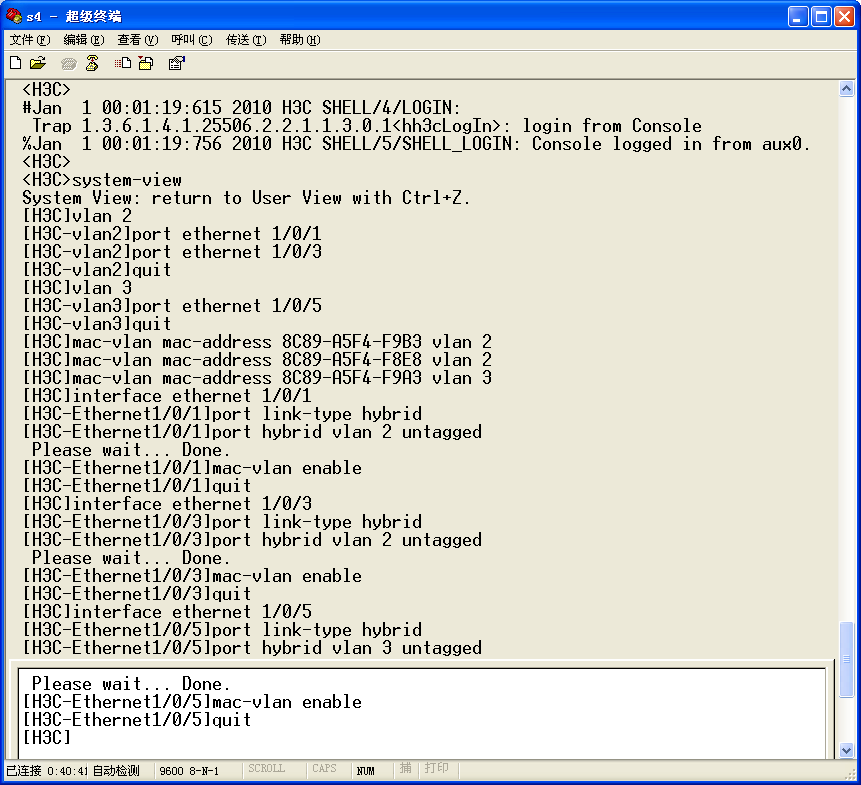 s4 - 超级终端
文件(F) 编辑(E) 查看(V) 呼叫(C) 传送(T) 帮助(H)
<H3C>
#Jan  1 00:01:19:615 2010 H3C SHELL/4/LOGIN:
 Trap 1.3.6.1.4.1.25506.2.2.1.1.3.0.1<hh3cLogIn>: login from Console
%Jan  1 00:01:19:756 2010 H3C SHELL/5/SHELL_LOGIN: Console logged in from aux0.
<H3C>
<H3C>system-view
System View: return to User View with Ctrl+Z.
[H3C]vlan 2
[H3C-vlan2]port ethernet 1/0/1
[H3C-vlan2]port ethernet 1/0/3
[H3C-vlan2]quit
[H3C]vlan 3
[H3C-vlan3]port ethernet 1/0/5
[H3C-vlan3]quit
[H3C]mac-vlan mac-address 8C89-A5F4-F9B3 vlan 2
[H3C]mac-vlan mac-address 8C89-A5F4-F8E8 vlan 2
[H3C]mac-vlan mac-address 8C89-A5F4-F9A3 vlan 3
[H3C]interface ethernet 1/0/1
[H3C-Ethernet1/0/1]port link-type hybrid
[H3C-Ethernet1/0/1]port hybrid vlan 2 untagged
 Please wait... Done.
[H3C-Ethernet1/0/1]mac-vlan enable
[H3C-Ethernet1/0/1]quit
[H3C]interface ethernet 1/0/3
[H3C-Ethernet1/0/3]port link-type hybrid
[H3C-Ethernet1/0/3]port hybrid vlan 2 untagged
 Please wait... Done.
[H3C-Ethernet1/0/3]mac-vlan enable
[H3C-Ethernet1/0/3]quit
[H3C]interface ethernet 1/0/5
[H3C-Ethernet1/0/5]port link-type hybrid
[H3C-Ethernet1/0/5]port hybrid vlan 3 untagged
 Please wait... Done.
[H3C-Ethernet1/0/5]mac-vlan enable
[H3C-Ethernet1/0/5]quit
[H3C]
已连接 0:40:41 自动检测 9600 8-N-1 SCROLL CAPS NUM 捕 打印